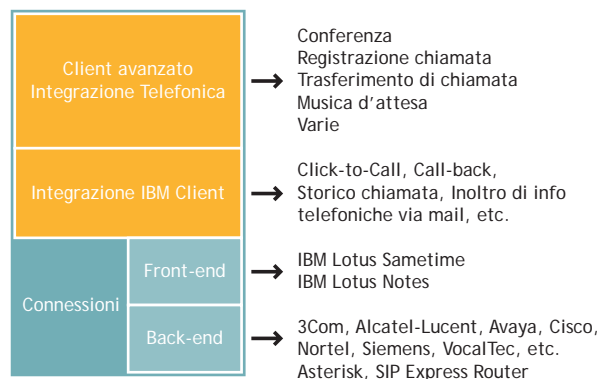 Client avanzato
Integrazione Telefonica
Conferenza
Registrazione chiamata
Trasferimento di chiamata
Musica d'attesa
Varie
Integrazione IBM Client
Click-to-Call, Call-back,
Storico chiamata, Inoltro di info
telefoniche via mail, etc.
Connessioni
Front-end
IBM Lotus Sametime
IBM Lotus Notes
Back-end
3Com, Alcatel-Lucent, Avaya, Cisco,
Nortel, Siemens, VocalTec, etc.
Asterisk, SIP Express Router